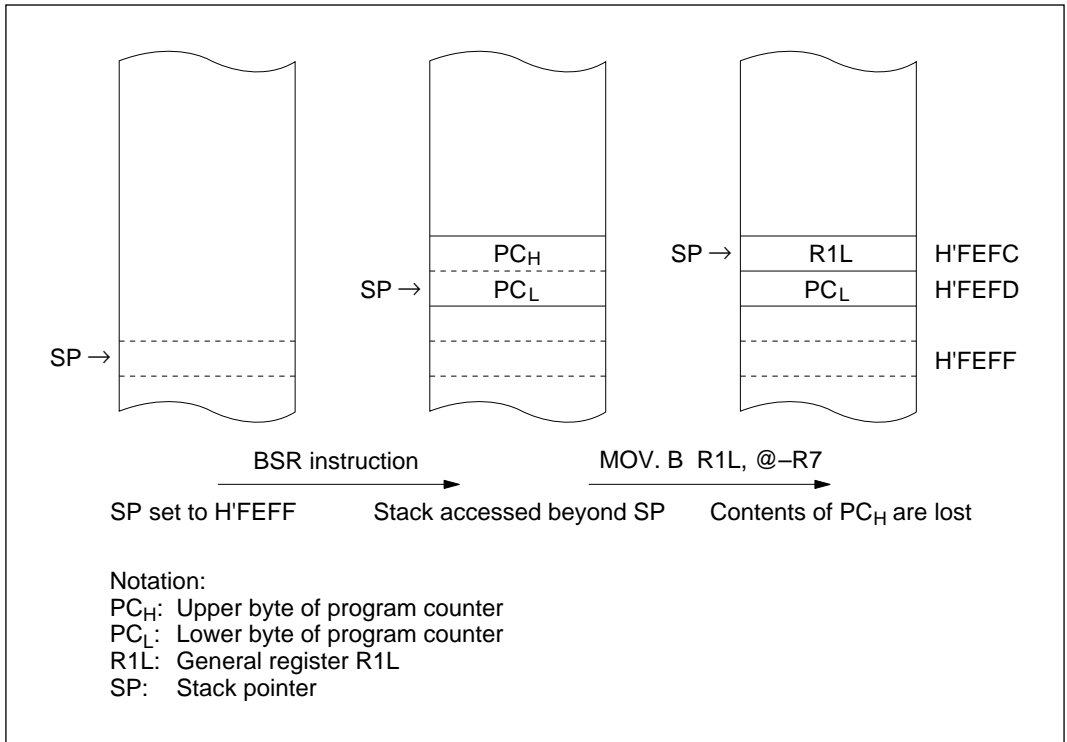 PCH
SP → PCL
SP → R1L H'FEFC
PCL H'FEFD
SP → H'FEFF
BSR instruction
MOV. B R1L, @–R7
SP set to H'FEFF
Stack accessed beyond SP
Contents of PCH are lost
Notation:
PCH: Upper byte of program counter
PCL: Lower byte of program counter
R1L: General register R1L
SP: Stack pointer